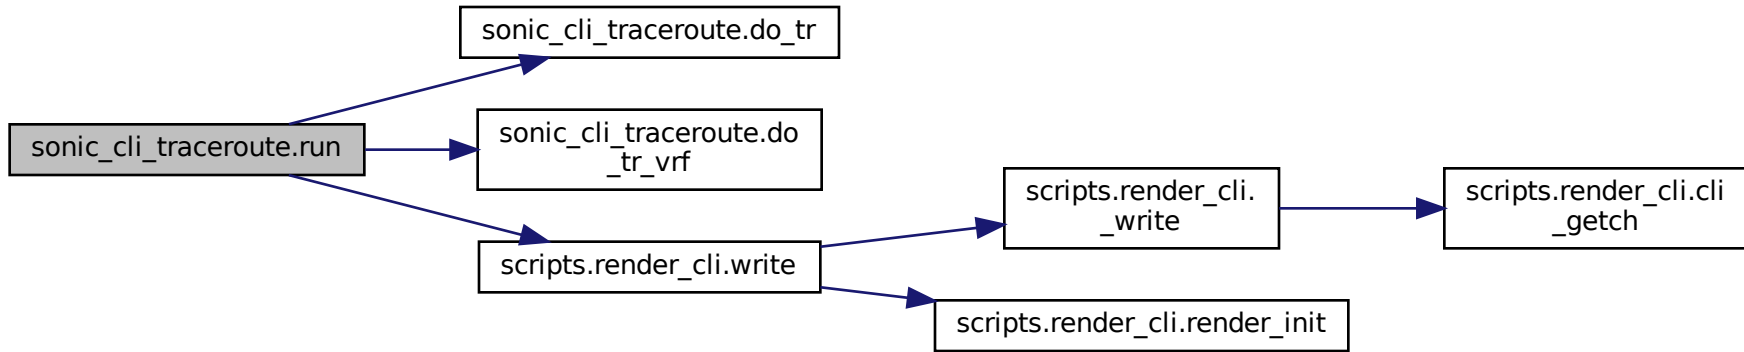 sonic_cli_traceroute.run
sonic_cli_traceroute.do_tr
sonic_cli_traceroute.do
_tr_vrf
scripts.render_cli.write
scripts.render_cli.
_write
scripts.render_cli.render_init
scripts.render_cli.cli
_getch